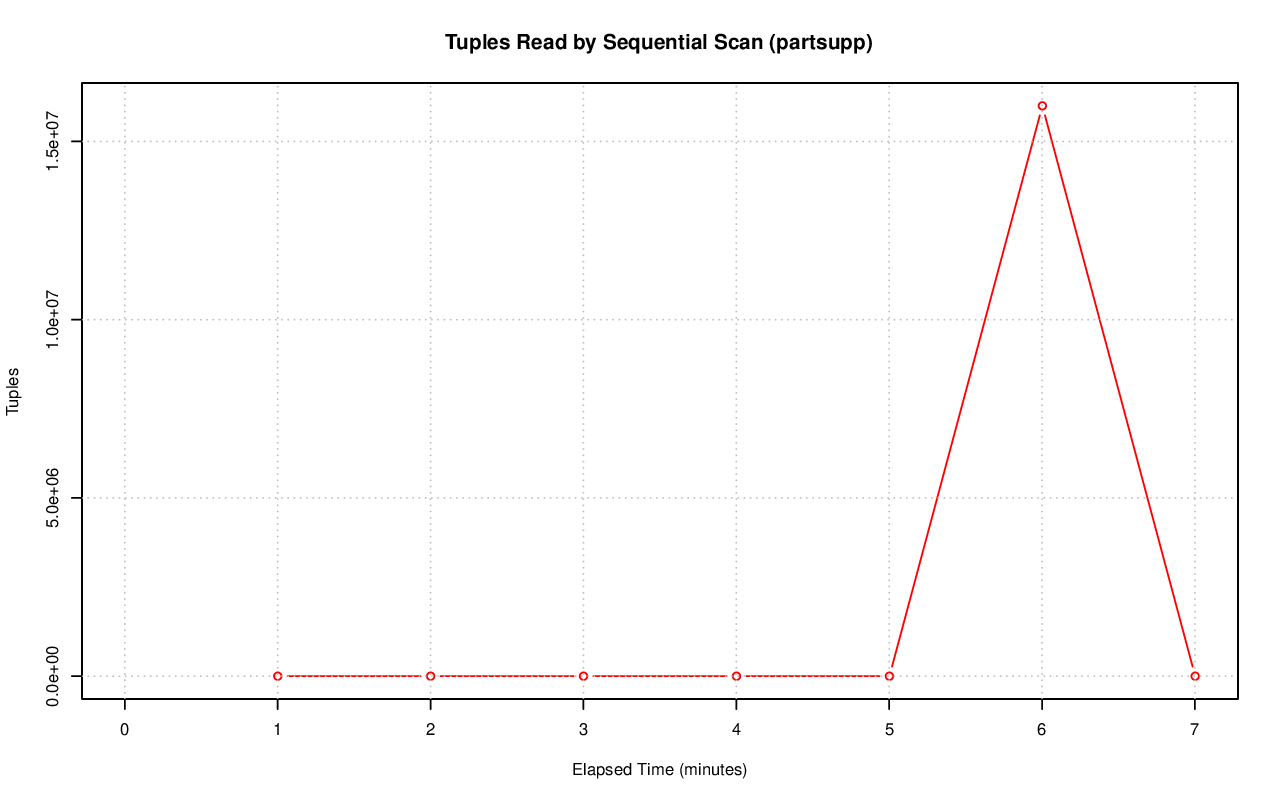 Tuples Read by Sequential Scan (partsupp)
1.5e+07
1.0e+07
5.0e+06
0.0e+00
Tuples
0 1 2 3 4 5 6 7
Elapsed Time (minutes)